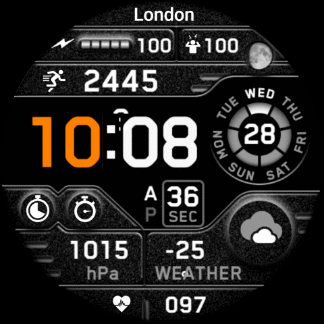 London
100 100
2445
10:08
MON TUE WED THU FRI SAT SUN
28
A 36
P SEC
1015 -25
hPa WEATHER
097